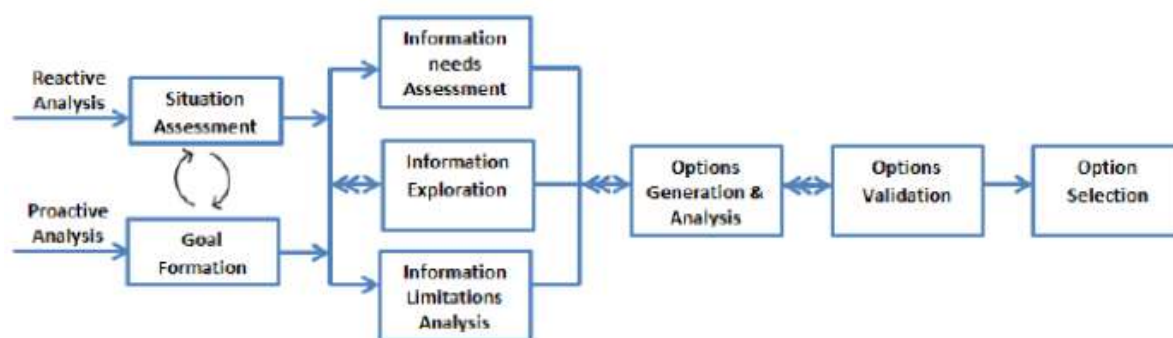 Reactive
Analysis
Situation
Assessment
Proactive
Analysis
Goal
Formation
Information
needs
Assessment
Information
Exploration
Information
Limitations
Analysis
Options
Generation &
Analysis
Options
Validation
Option
Selection